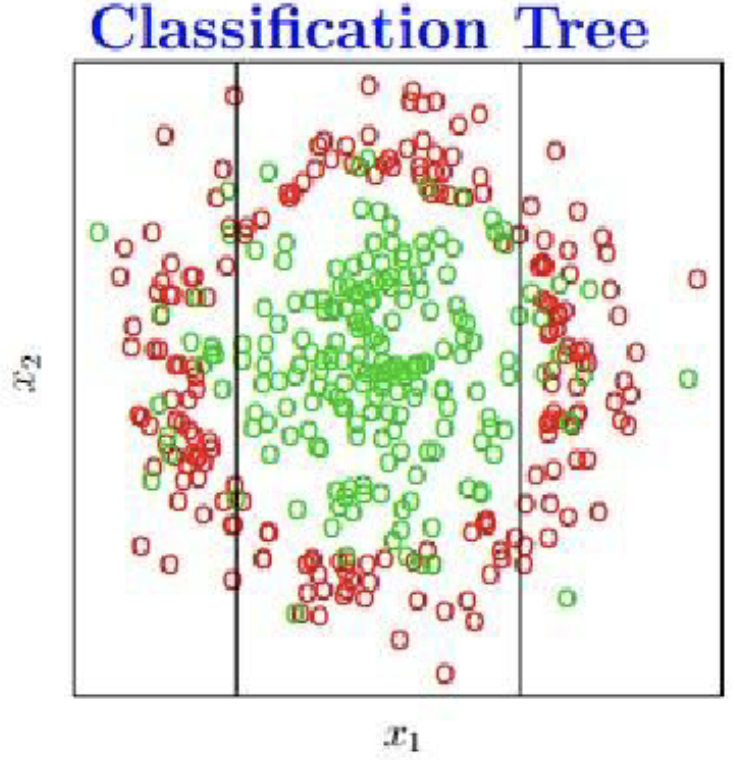 Classification Tree
x₂
x₁